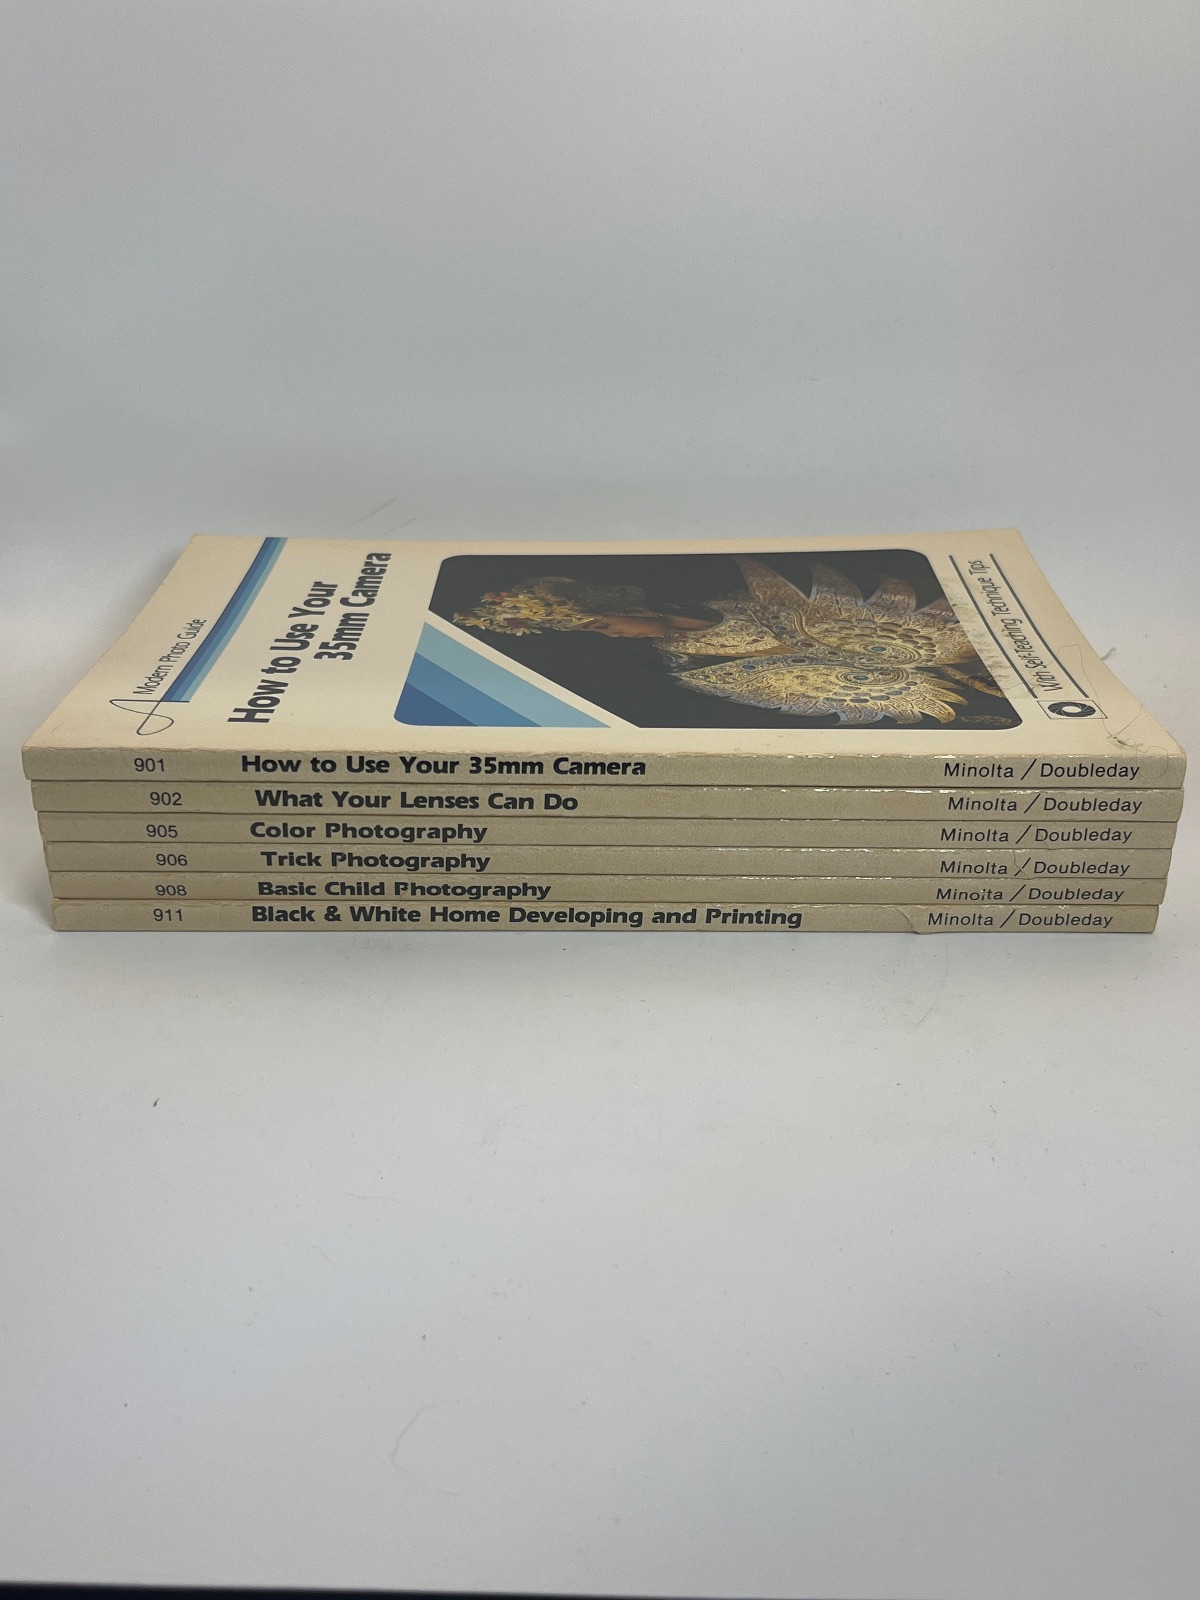 A Modern Photo Guide
How to Use Your
35mm Camera
With Self-Teaching Technique Tips
901 How to Use Your 35mm Camera Minolta / Doubleday
902 What Your Lenses Can Do Minolta / Doubleday
905 Color Photography Minolta / Doubleday
906 Trick Photography Minolta / Doubleday
908 Basic Child Photography Minolta / Doubleday
911 Black & White Home Developing and Printing Minolta / Doubleday